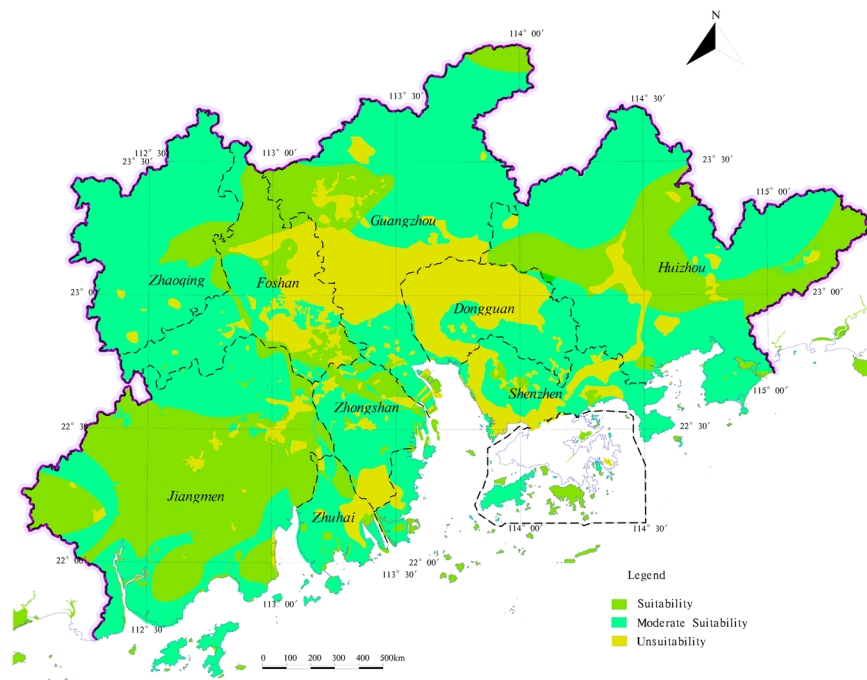 N
114° 00′
113° 30′
114° 30′
112° 30′
23° 30′
113° 00′
23° 30′
115° 00′
Guangzhou
Zhaoqing
Foshan
Huizhou
23° 00′
Dongguan
23° 00′
Shenzhen
115° 00′
Zhongshan
22° 30′
22° 30′
Jiangmen
Zhuhai
114° 00′
114° 30′
22° 00′
22° 00′
113° 30′
113° 00′
112° 30′
Legend
Suitability
Moderate Suitability
Unsuitability
0 100 200 300 400 500km